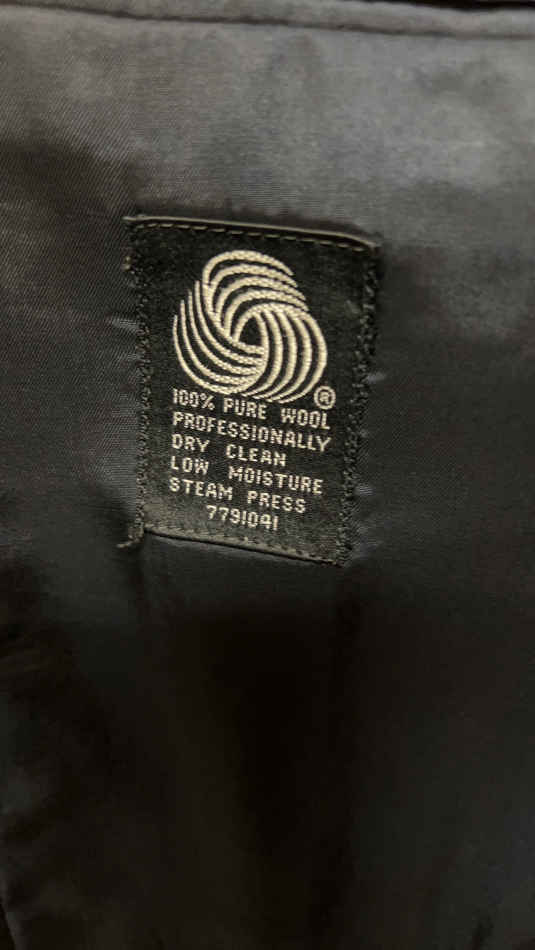 ®
100% PURE WOOL
PROFESSIONALLY
DRY CLEAN
LOW MOISTURE
STEAM PRESS
7791041